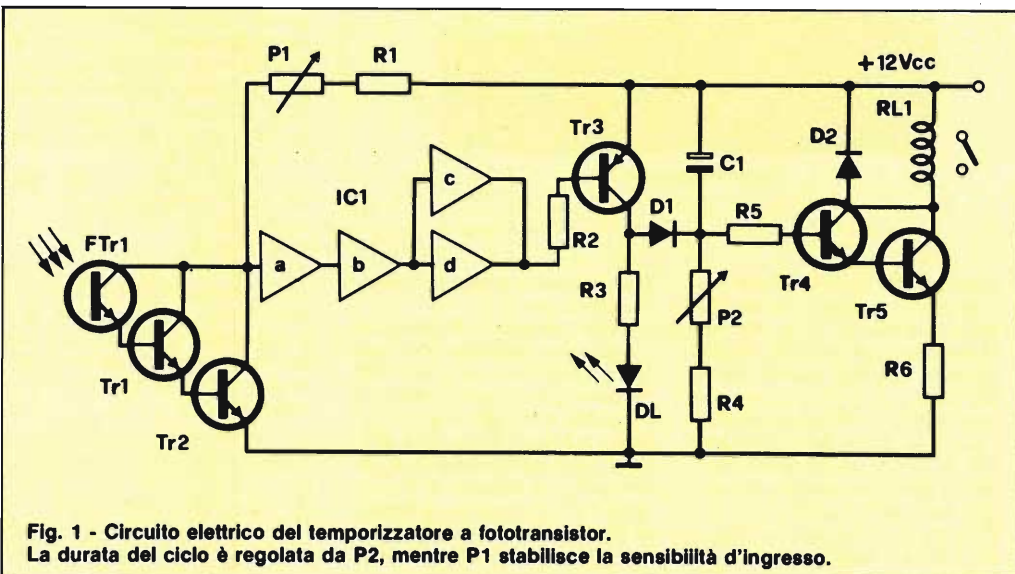 P1 R1
+12Vcc
RL1
Tr3
D2
C1
c
IC1
FTr1
D1
R5
R2
a b d
R3
Tr4
P2
Tr5
Tr1
R6
DL
R4
Tr2
Fig. 1 - Circuito elettrico del temporizzatore a fototransistor.
La durata del ciclo è regolata da P2, mentre P1 stabilisce la sensibilità d'ingresso.